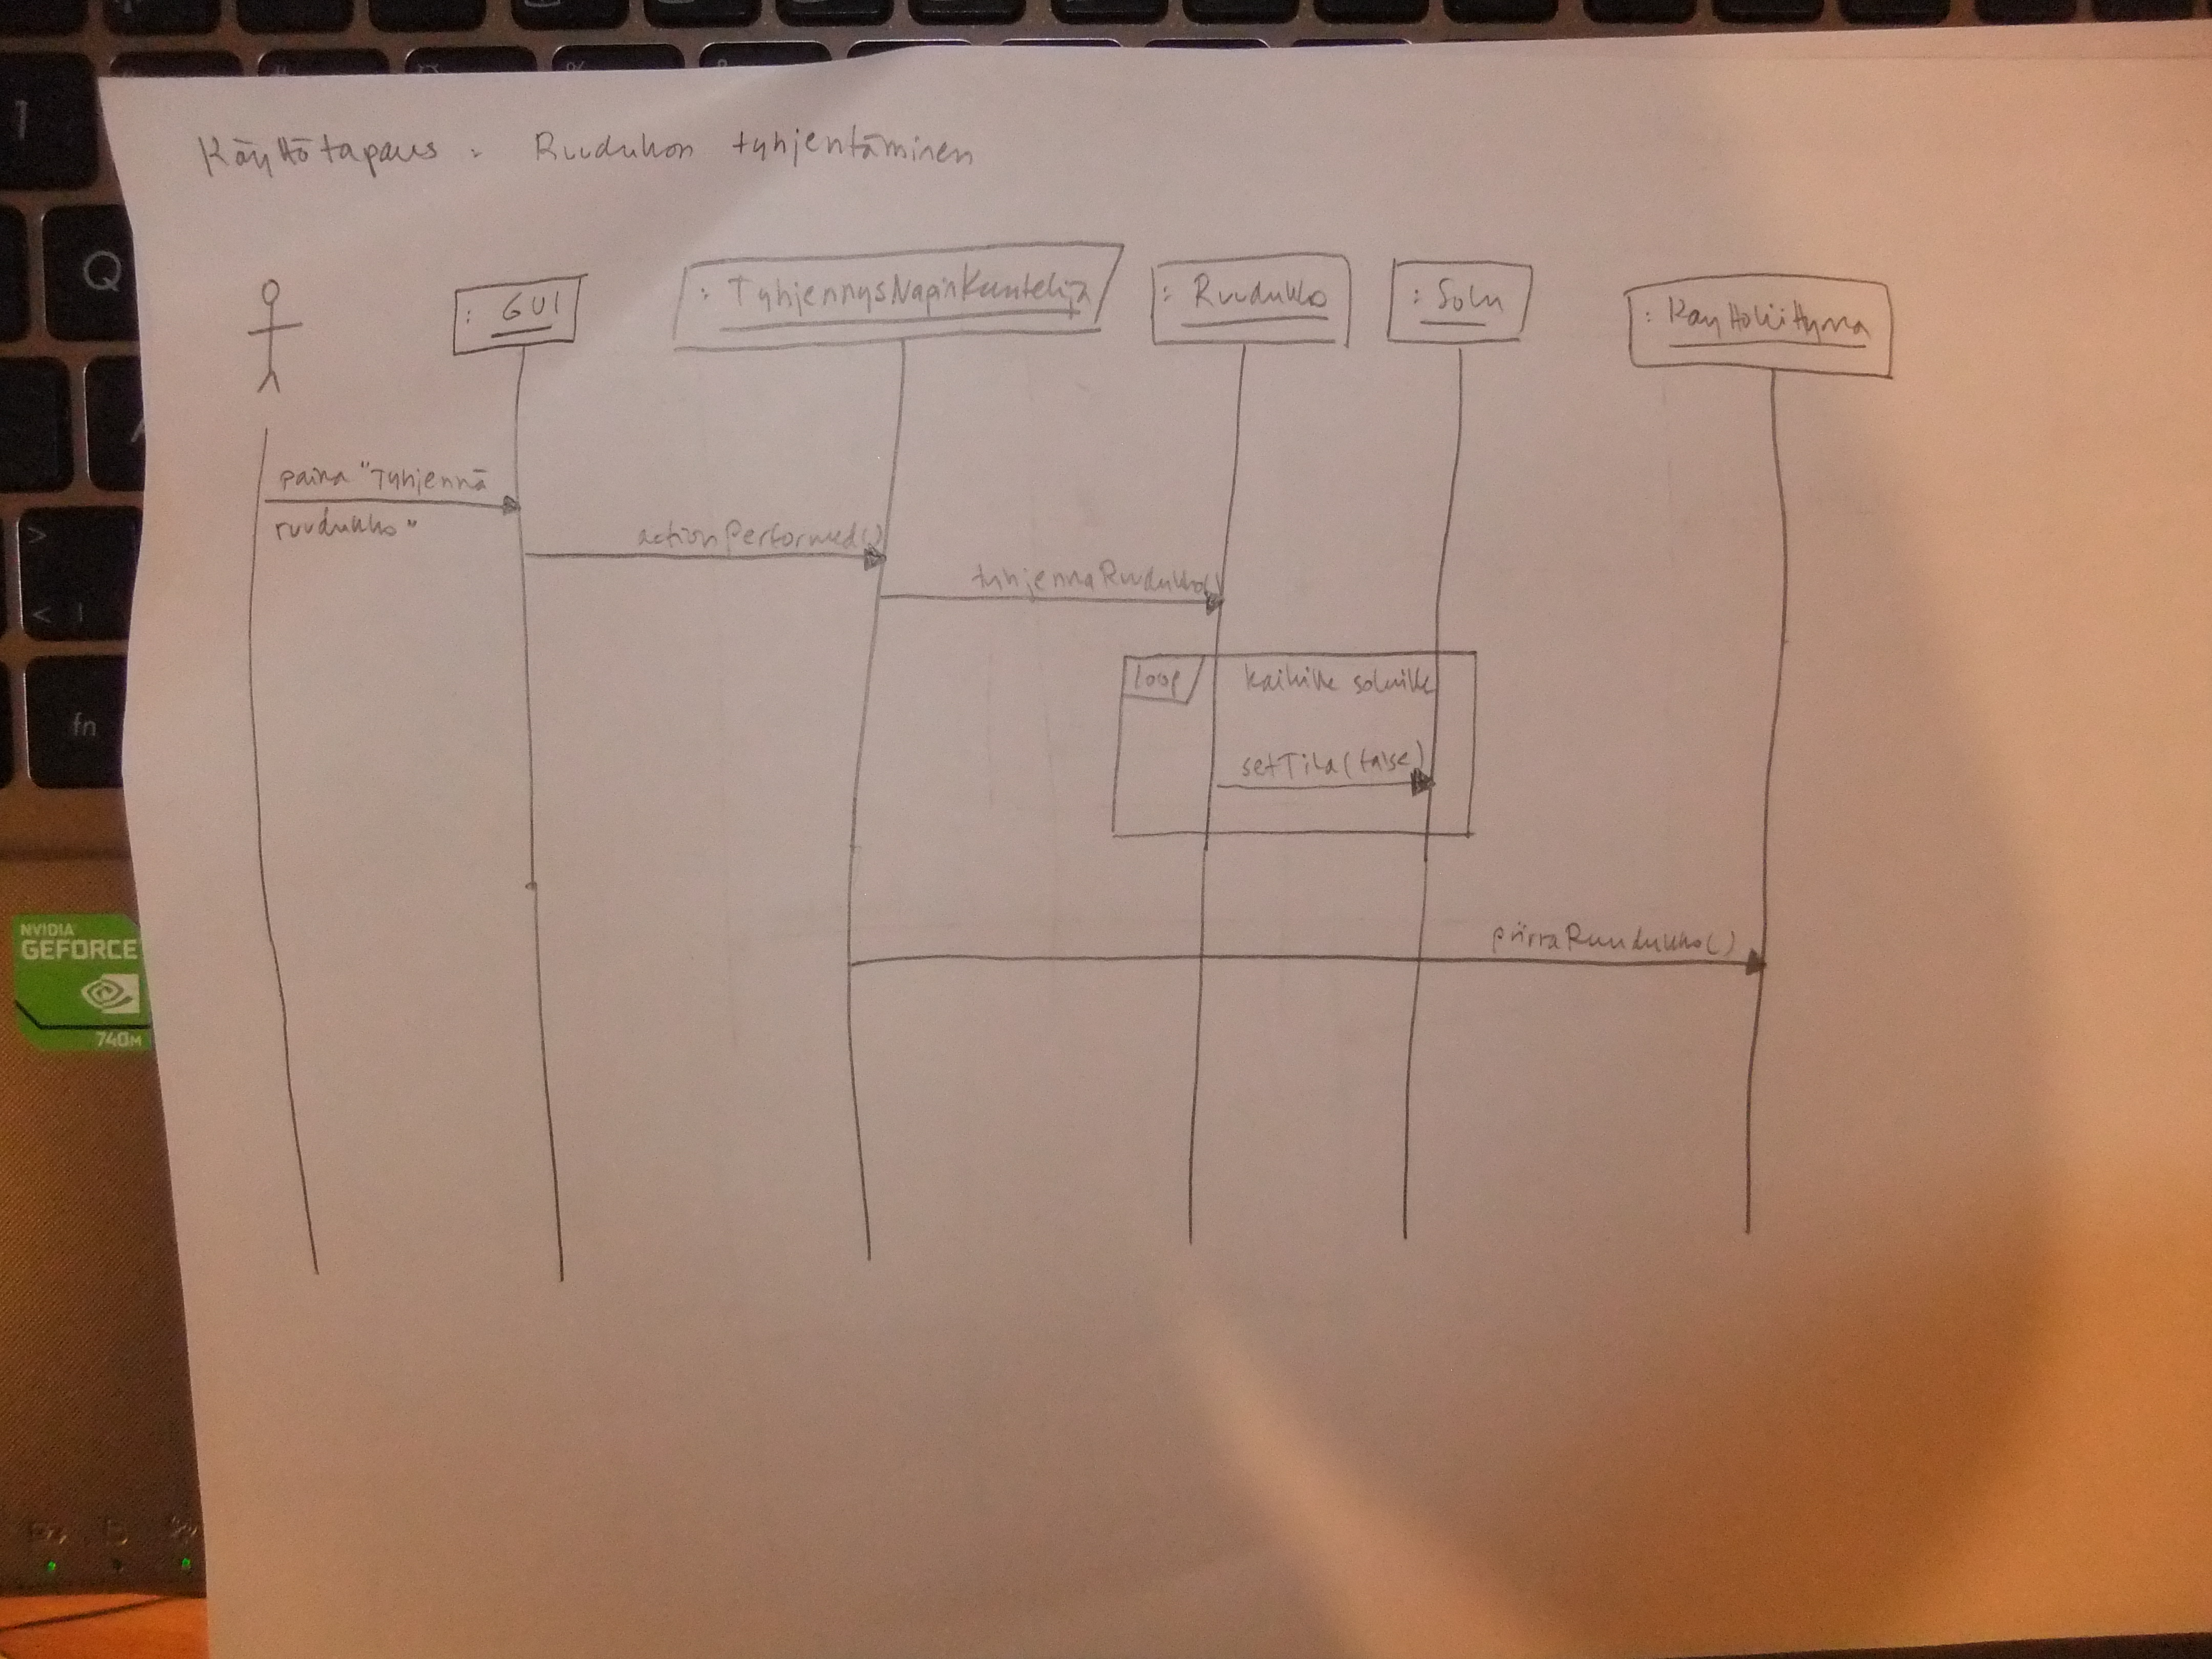 Käyttötapaus : Ruudukon tyhjentäminen
: GUI
: TyhjennysNapinKuuntelija
: Ruudukko
: Solu
: Kayttoliittyma
paina "Tyhjennä
ruudukko"
actionPerformed()
tyhjennaRuudukko()
loop
kaikille soluille
setTila(false)
piirraRuudukko()
1
Q
>
< |
fn
NVIDIA
GEFORCE
740M